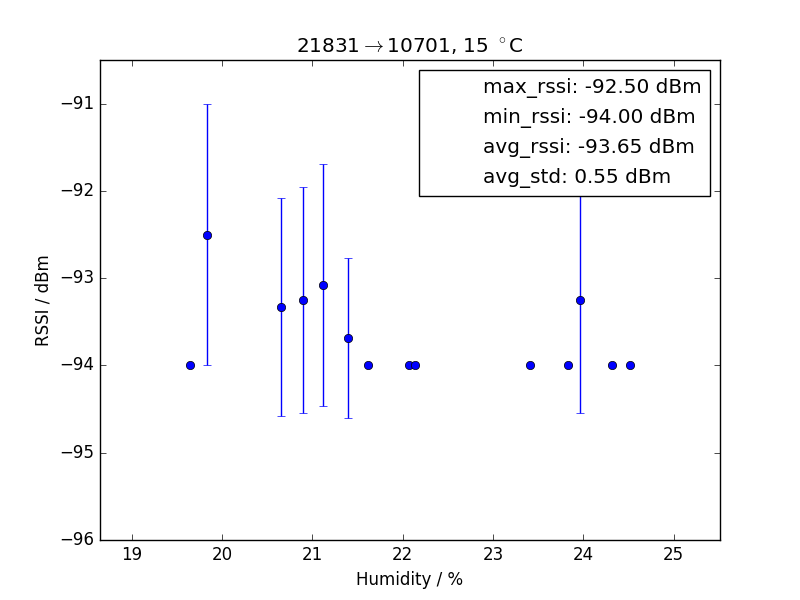 21831→10701, 15 °C
max_rssi: -92.50 dBm
min_rssi: -94.00 dBm
avg_rssi: -93.65 dBm
avg_std: 0.55 dBm
−91
−92
−93
−94
−95
−96
RSSI / dBm
19 20 21 22 23 24 25
Humidity / %